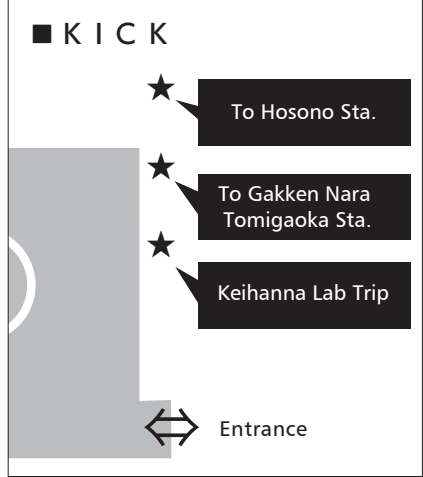 ■KICK
To Hosono Sta.
To Gakken Nara
Tomigaoka Sta.
Keihanna Lab Trip
Entrance